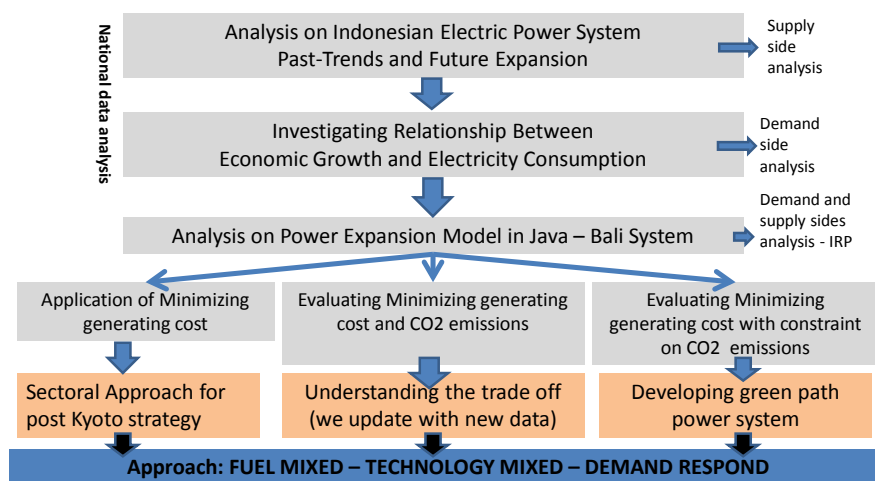 National data analysis
Analysis on Indonesian Electric Power System
Past-Trends and Future Expansion
Supply
side
analysis
Investigating Relationship Between
Economic Growth and Electricity Consumption
Demand
side
analysis
Analysis on Power Expansion Model in Java – Bali System
Demand and
supply sides
analysis - IRP
Application of Minimizing
generating cost
Evaluating Minimizing generating
cost and CO2 emissions
Evaluating Minimizing
generating cost with constraint
on CO2 emissions
Sectoral Approach for
post Kyoto strategy
Understanding the trade off
(we update with new data)
Developing green path
power system
Approach: FUEL MIXED – TECHNOLOGY MIXED – DEMAND RESPOND